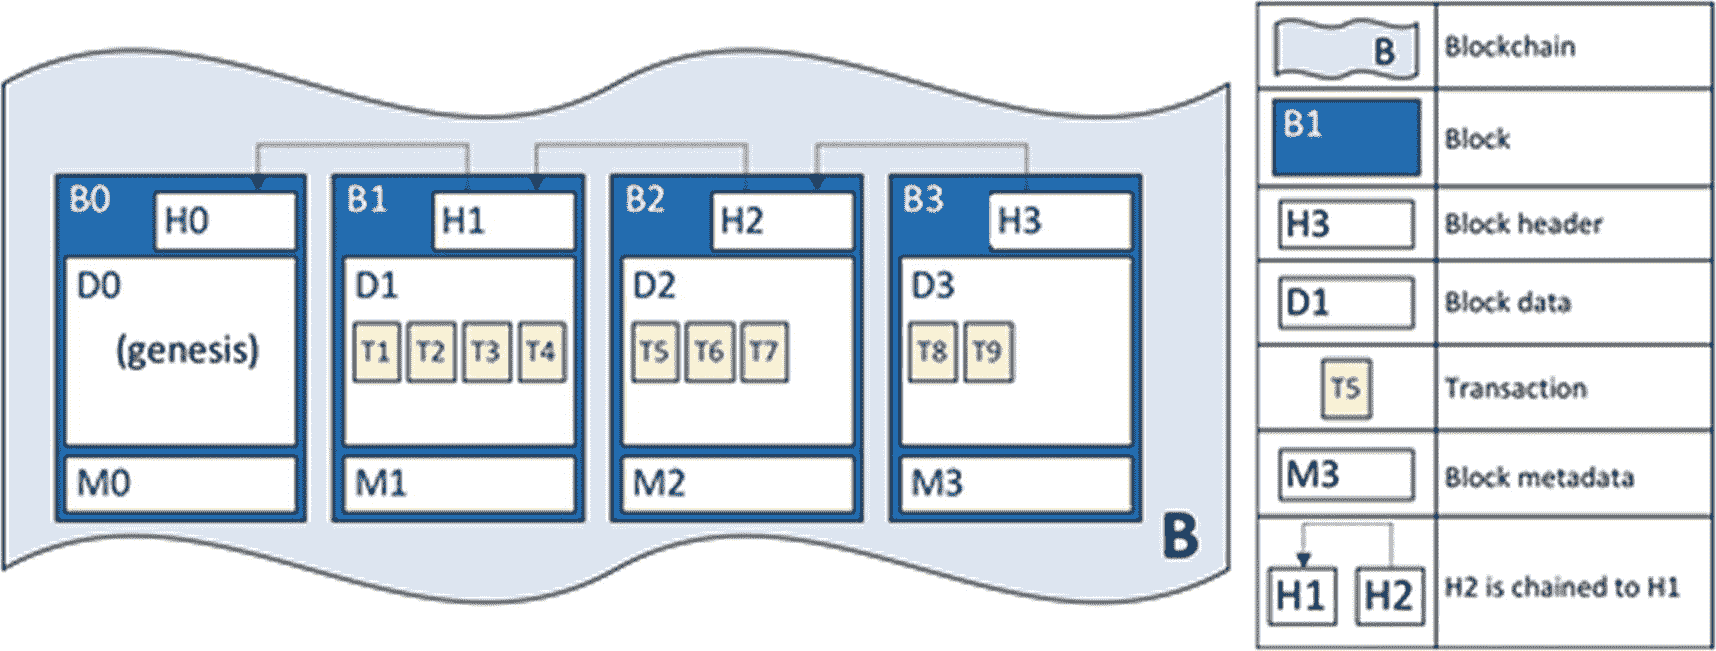 B0 H0
D0
(genesis)
M0
B1 H1
D1
T1 T2 T3 T4
M1
B2 H2
D2
T5 T6 T7
M2
B3 H3
D3
T8 T9
M3
B
B Blockchain
B1 Block
H3 Block header
D1 Block data
T5 Transaction
M3 Block metadata
H1 H2 H2 is chained to H1